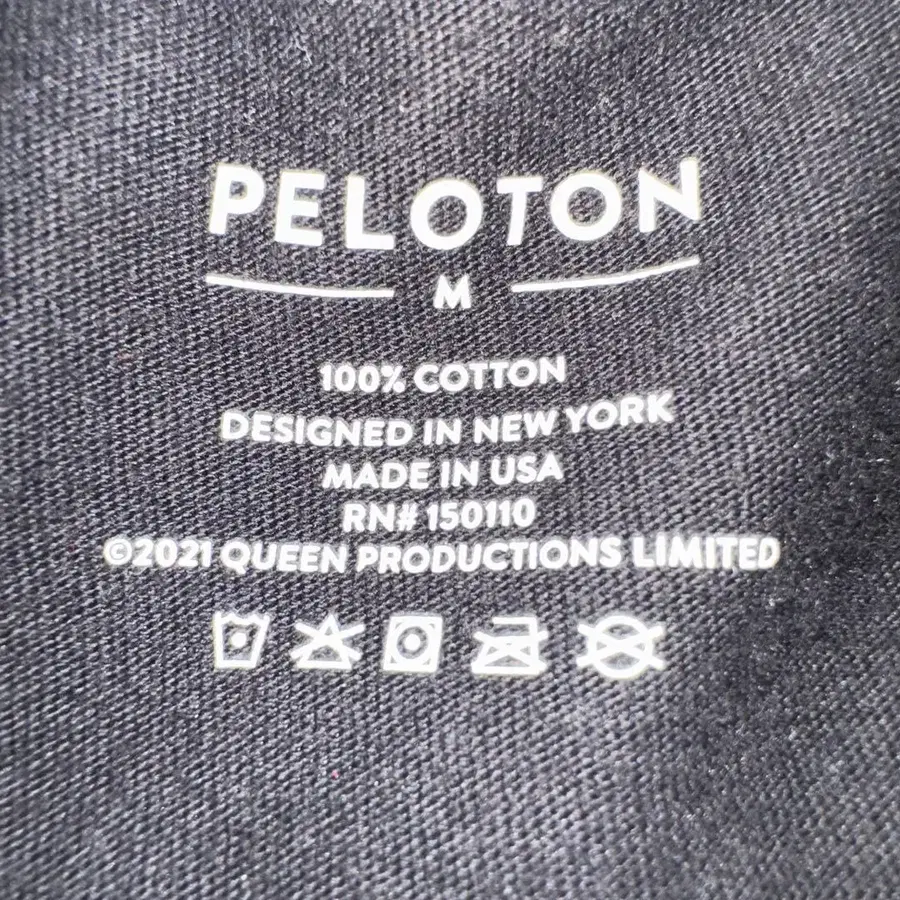 PELOTON
M
100% COTTON
DESIGNED IN NEW YORK
MADE IN USA
RN# 150110
©2021 QUEEN PRODUCTIONS LIMITED